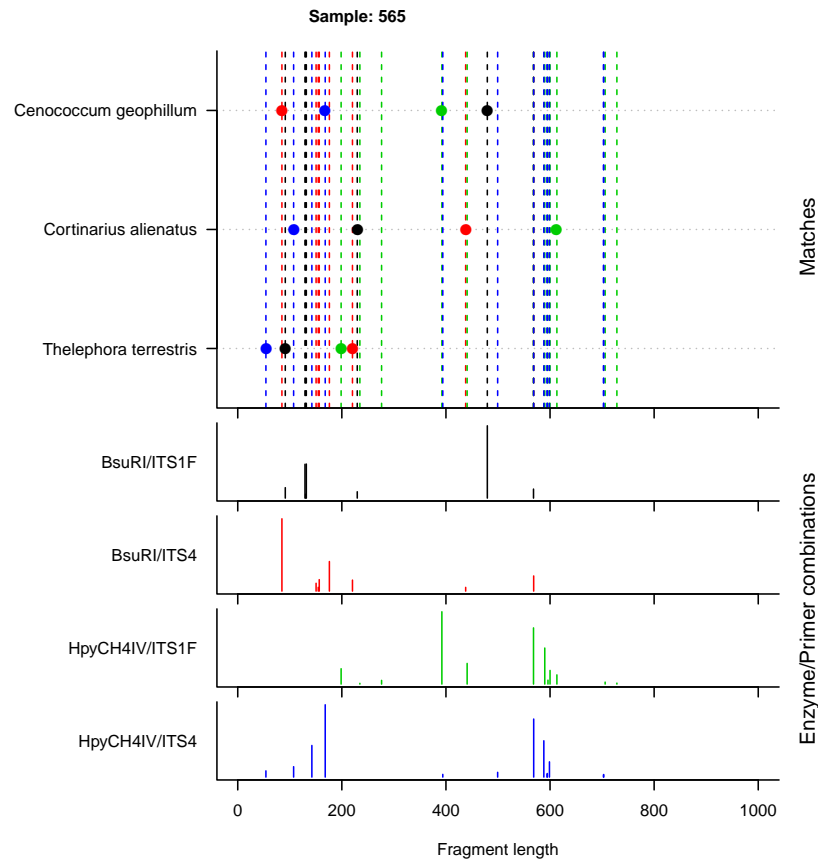 Sample: 565
Cenococcum geophillum
Cortinarius alienatus
Thelephora terrestris
Matches
BsuRI/ITS1F
BsuRI/ITS4
HpyCH4IV/ITS1F
HpyCH4IV/ITS4
Enzyme/Primer combinations
0 200 400 600 800 1000
Fragment length